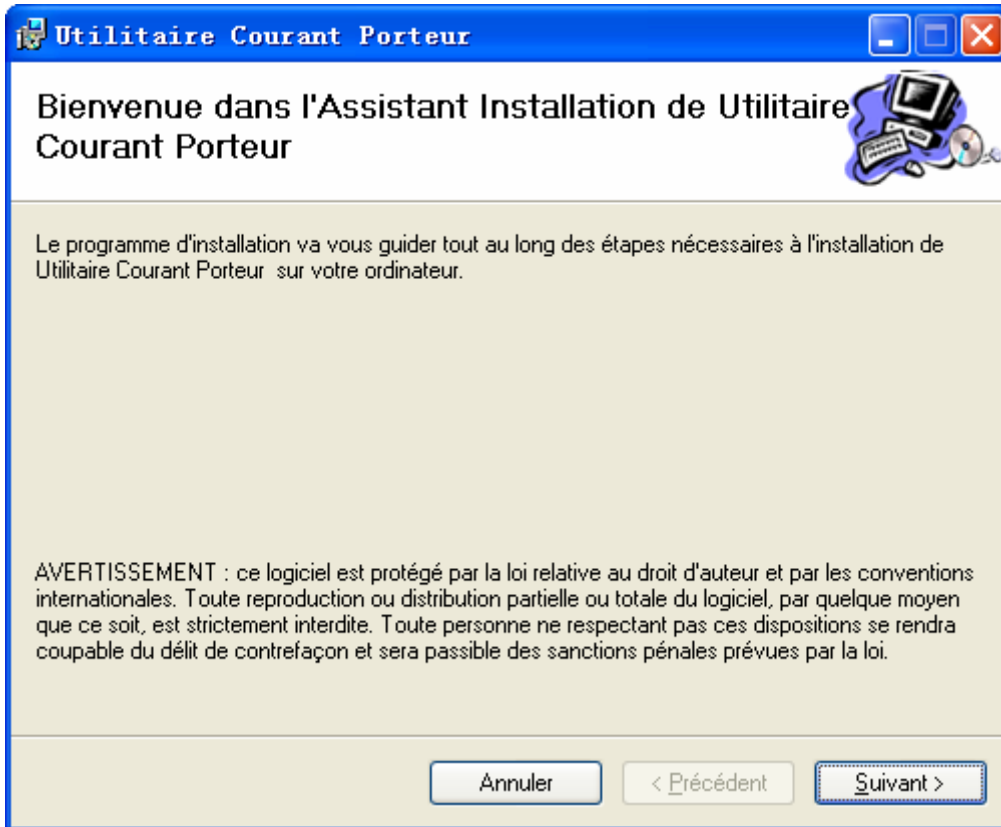 Utilitaire Courant Porteur
Bienvenue dans l'Assistant Installation de Utilitaire
Courant Porteur
Le programme d'installation va vous guider tout au long des étapes nécessaires à l'installation de
Utilitaire Courant Porteur  sur votre ordinateur.
AVERTISSEMENT : ce logiciel est protégé par la loi relative au droit d'auteur et par les conventions
internationales. Toute reproduction ou distribution partielle ou totale du logiciel, par quelque moyen
que ce soit, est strictement interdite. Toute personne ne respectant pas ces dispositions se rendra
coupable du délit de contrefaçon et sera passible des sanctions pénales prévues par la loi.
Annuler
< Précédent
Suivant >